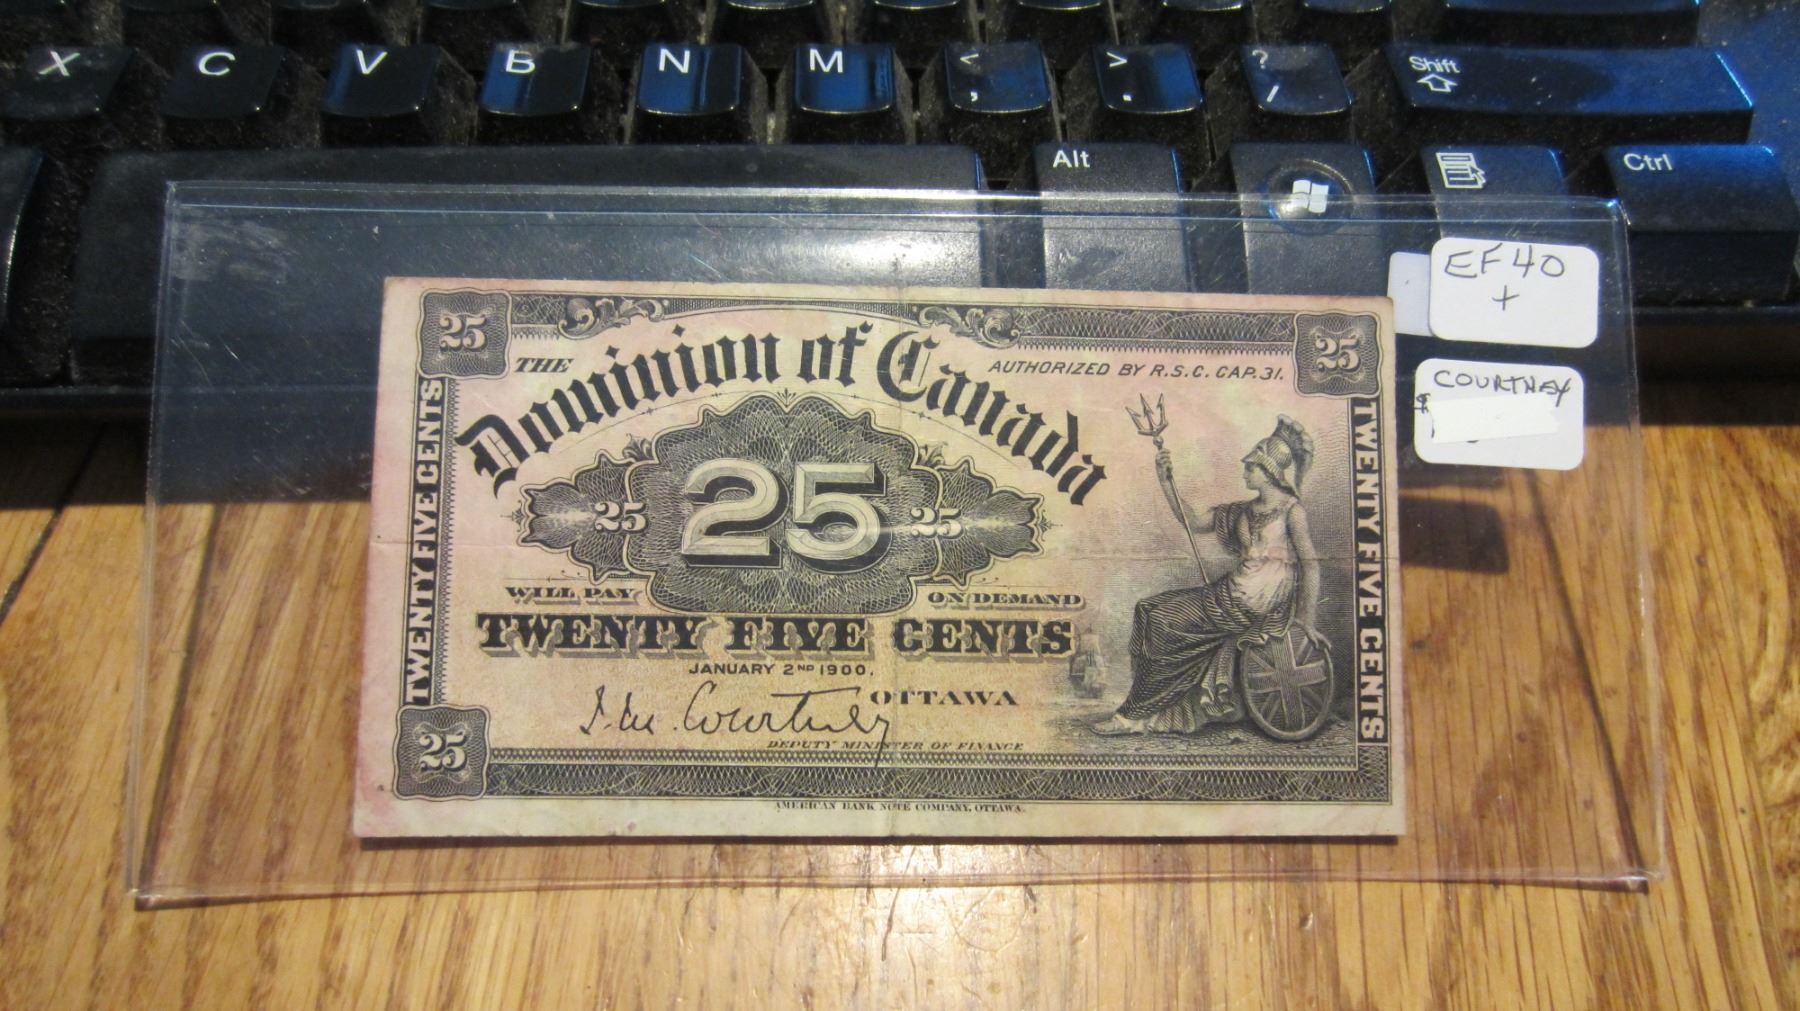 X C V B N M < , > . ? / Shift
Alt Ctrl
EF40
+
COURTNEY
$
25 25
THE Dominion of Canada
AUTHORIZED BY R.S.C. CAP.31.
TWENTY FIVE CENTS
TWENTY FIVE CENTS
25 25 25
WILL PAY ON DEMAND
TWENTY FIVE CENTS
JANUARY 2ND 1900.
OTTAWA
J. M. Courtney
DEPUTY MINISTER OF FINANCE
25
AMERICAN BANK NOTE COMPANY, OTTAWA.